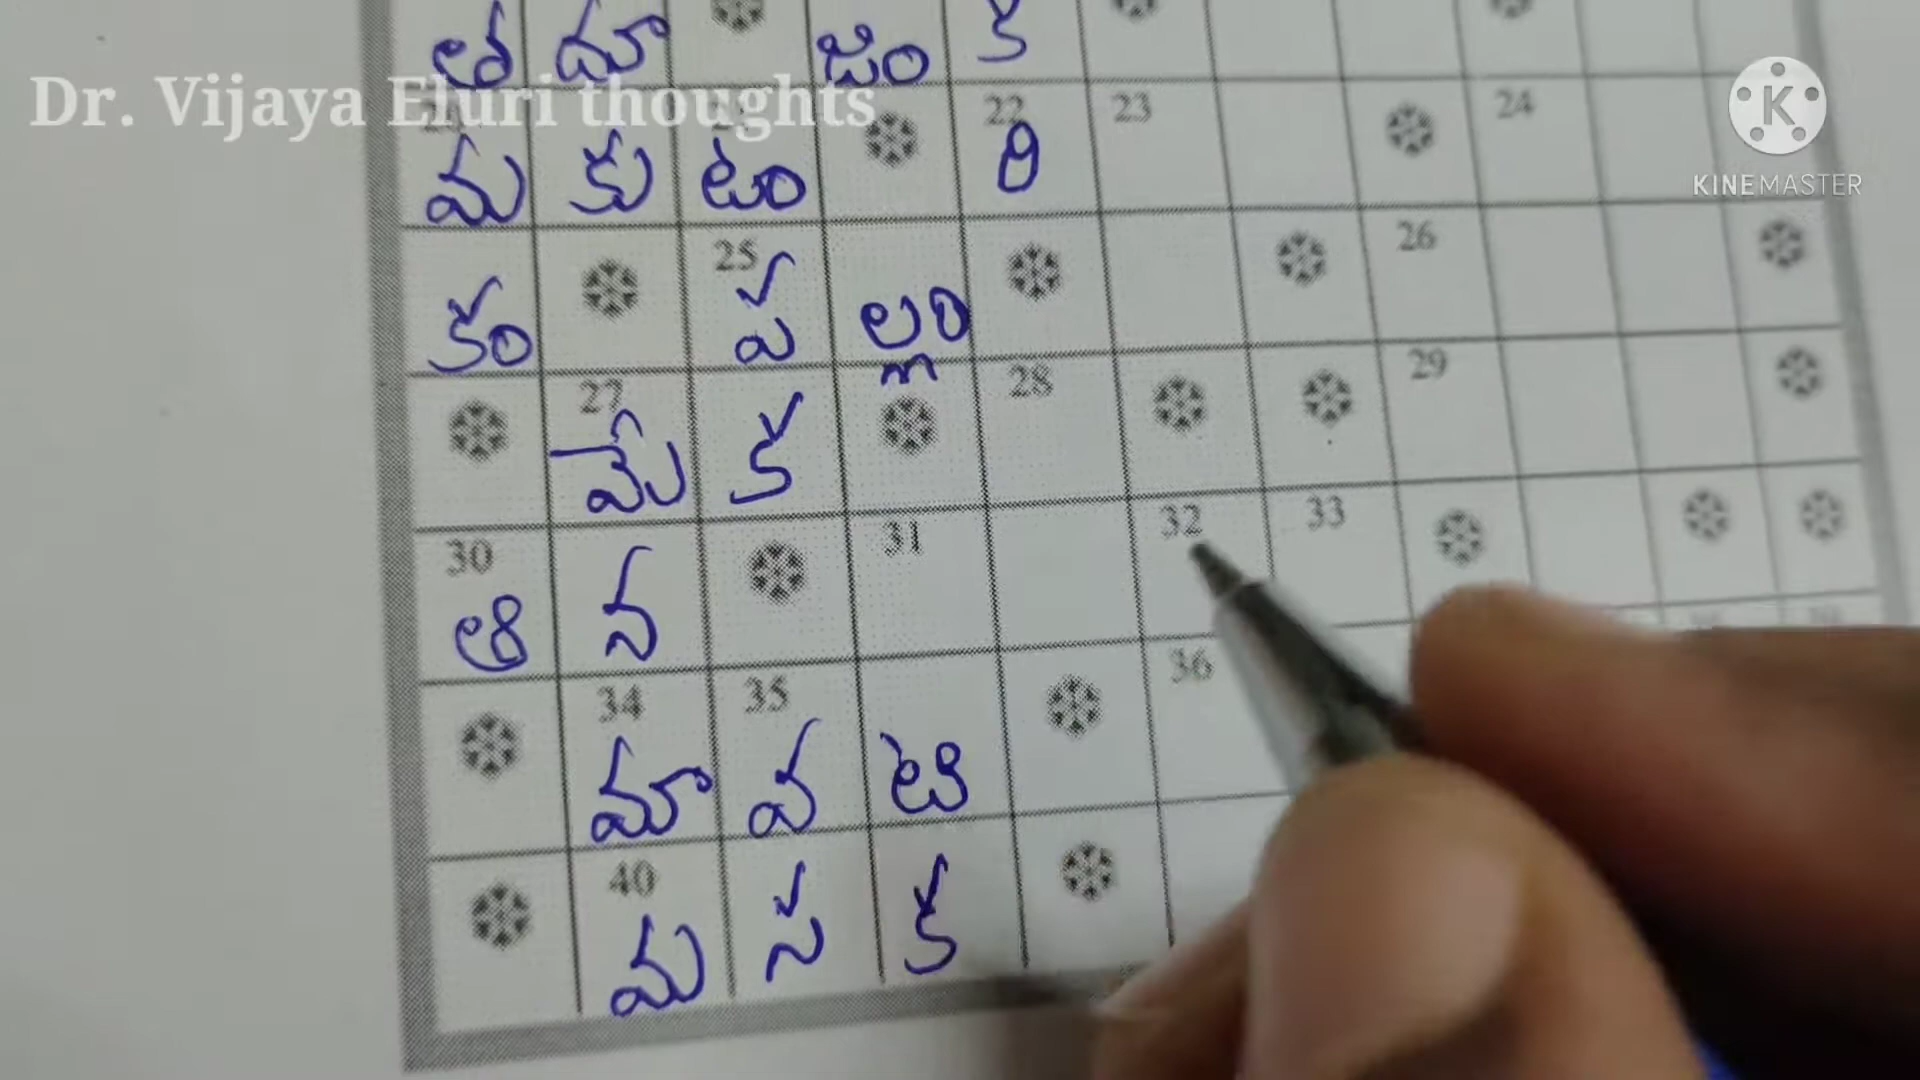 త దూ జం క
Dr. Vijaya Eluri thoughts
22 23 24
మ కు టం రి
25 26
కం ప ల్లం
27 28 29
మే క
30 31 32 33
ఆ వ
34 35 36
మా వ టి
40
మ స క
KINEMASTER